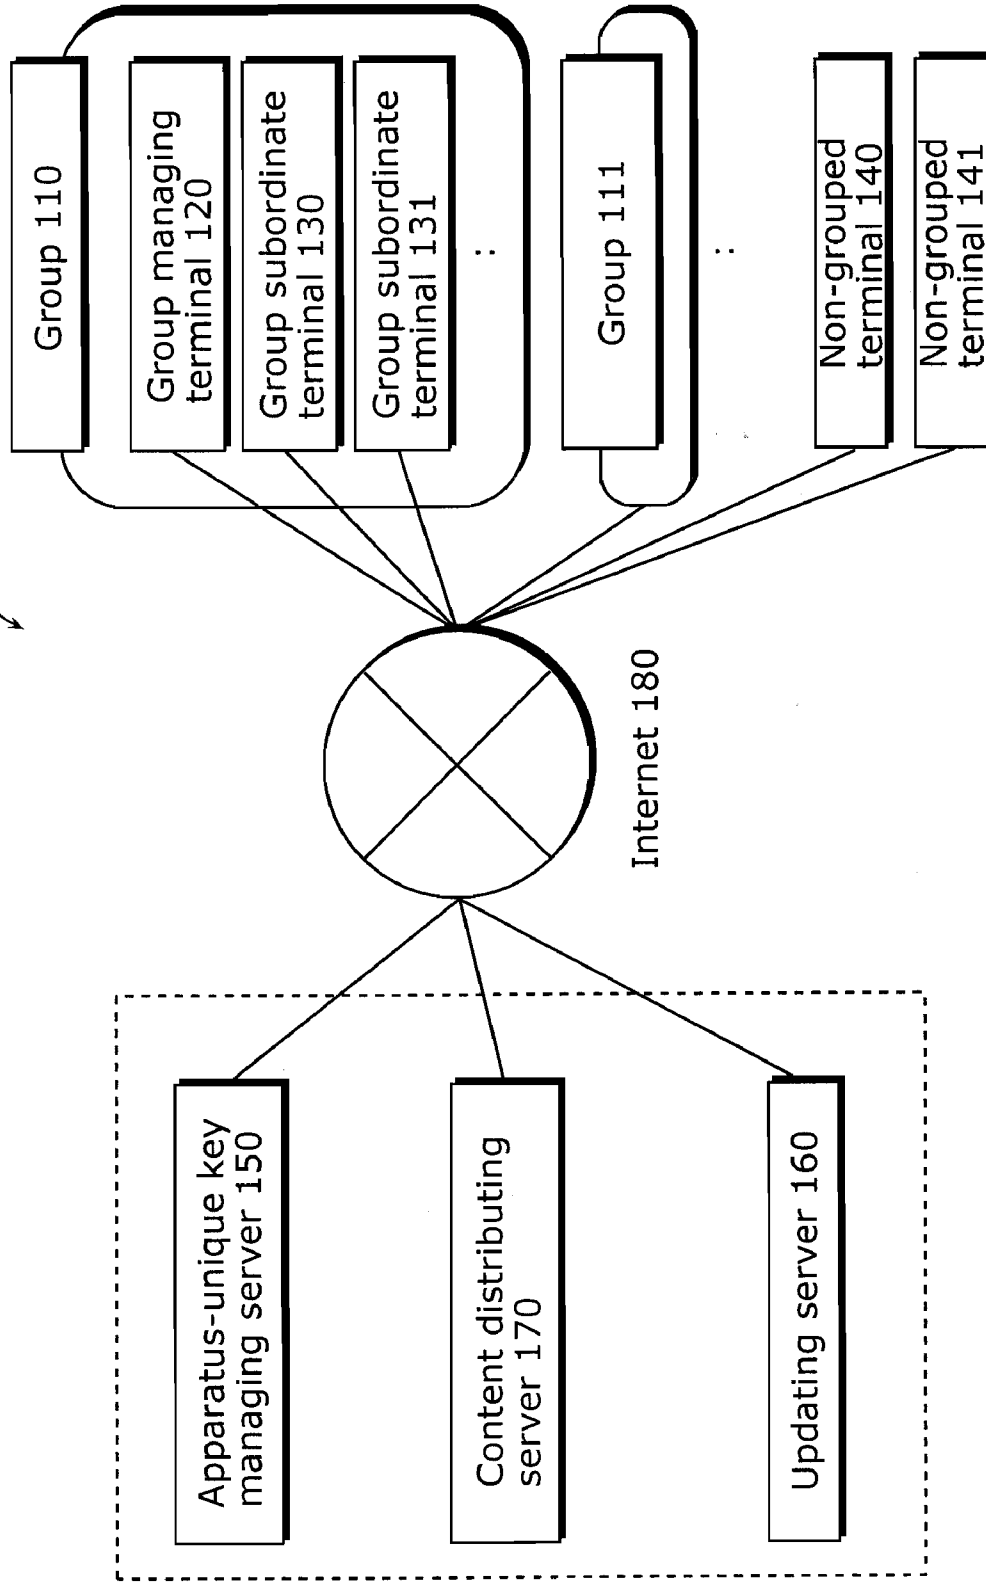 Apparatus-unique key
managing server 150
Content distributing
server 170
Updating server 160
Internet 180
Group 110
Group managing
terminal 120
Group subordinate
terminal 130
Group subordinate
terminal 131
:
Group 111
:
Non-grouped
terminal 140
Non-grouped
terminal 141